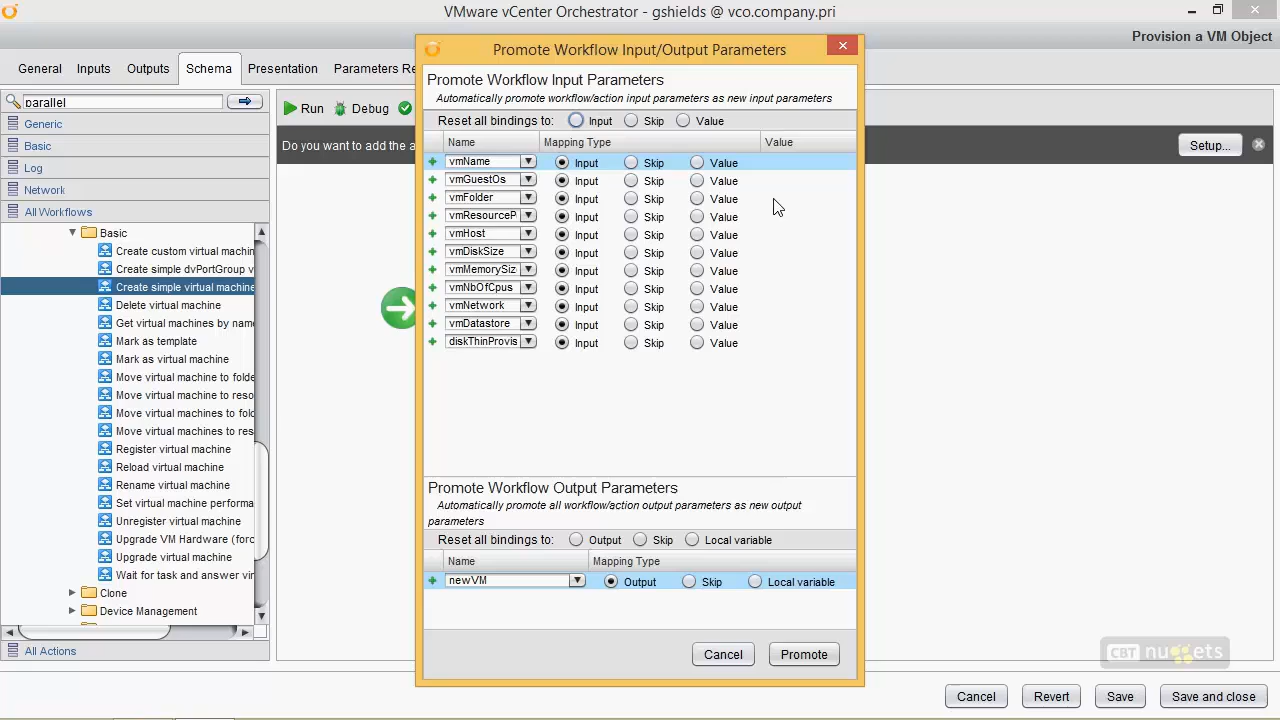 VMware vCenter Orchestrator - gshields @ vco.company.pri
Provision a VM Object
General Inputs Outputs Schema Presentation Parameters Re
parallel
Generic
Basic
Log
Network
All Workflows
Basic
Create custom virtual machin
Create simple dvPortGroup v
Create simple virtual machine
Delete virtual machine
Get virtual machines by name
Mark as template
Mark as virtual machine
Move virtual machine to folde
Move virtual machine to reso
Move virtual machines to fold
Move virtual machines to res
Register virtual machine
Reload virtual machine
Rename virtual machine
Set virtual machine performa
Unregister virtual machine
Upgrade VM Hardware (forc
Upgrade virtual machine
Wait for task and answer vir
Clone
Device Management
All Actions
Run Debug
Do you want to add the a
Setup...
Promote Workflow Input/Output Parameters
Promote Workflow Input Parameters
Automatically promote workflow/action input parameters as new input parameters
Reset all bindings to: Input Skip Value
Name Mapping Type Value
vmName Input Skip Value
vmGuestOs Input Skip Value
vmFolder Input Skip Value
vmResourceP Input Skip Value
vmHost Input Skip Value
vmDiskSize Input Skip Value
vmMemorySiz Input Skip Value
vmNbOfCpus Input Skip Value
vmNetwork Input Skip Value
vmDatastore Input Skip Value
diskThinProvis Input Skip Value
Promote Workflow Output Parameters
Automatically promote all workflow/action output parameters as new output
parameters
Reset all bindings to: Output Skip Local variable
Name Mapping Type
newVM Output Skip Local variable
Cancel Promote
CBT nuggets
Cancel Revert Save Save and close